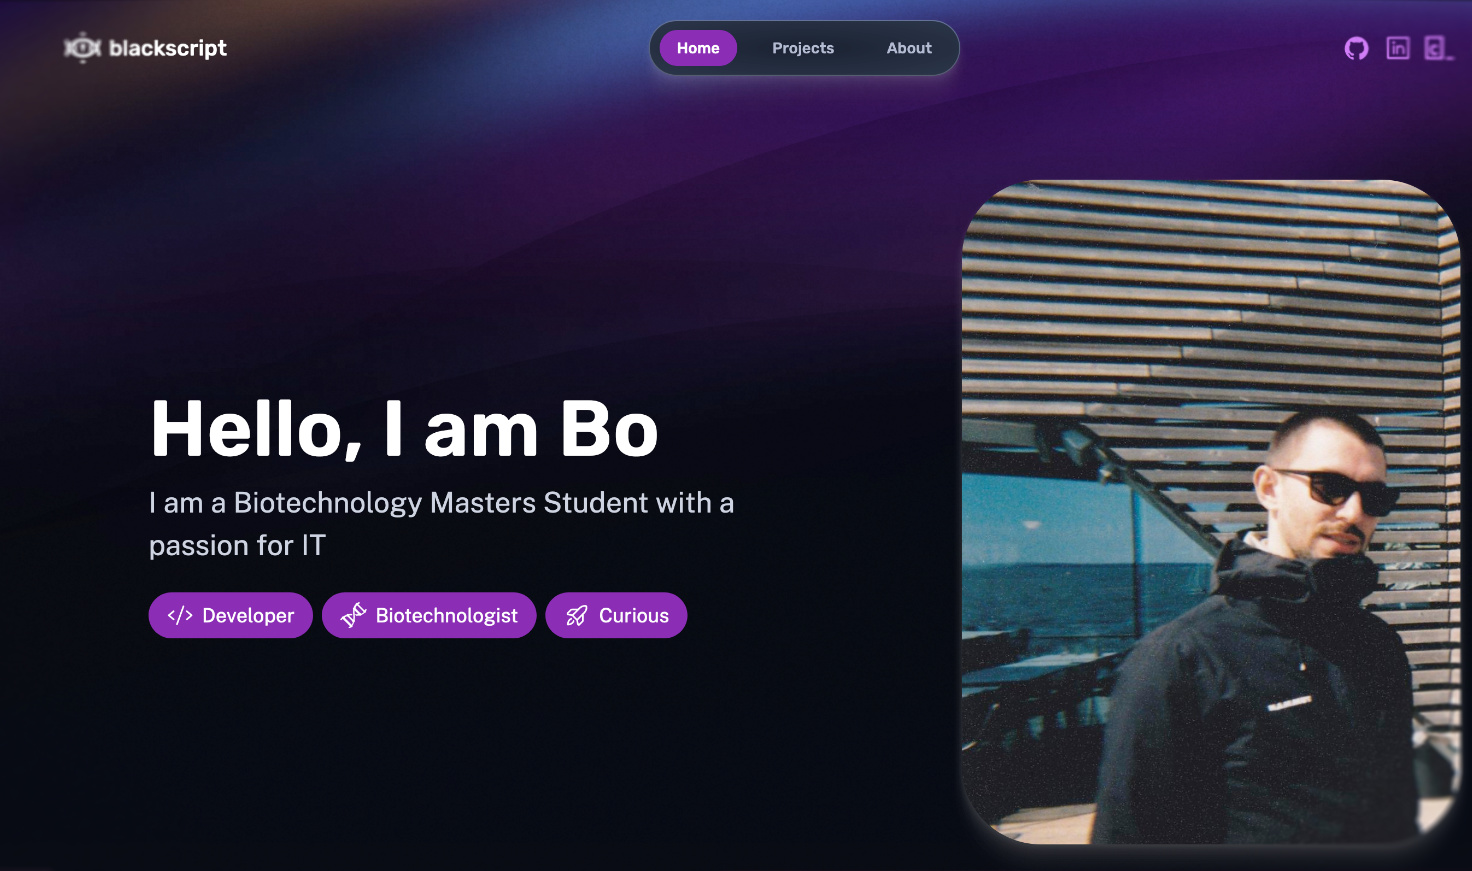 blackscript
Home Projects About
Hello, I am Bo
I am a Biotechnology Masters Student with a
passion for IT
</> Developer Biotechnologist Curious